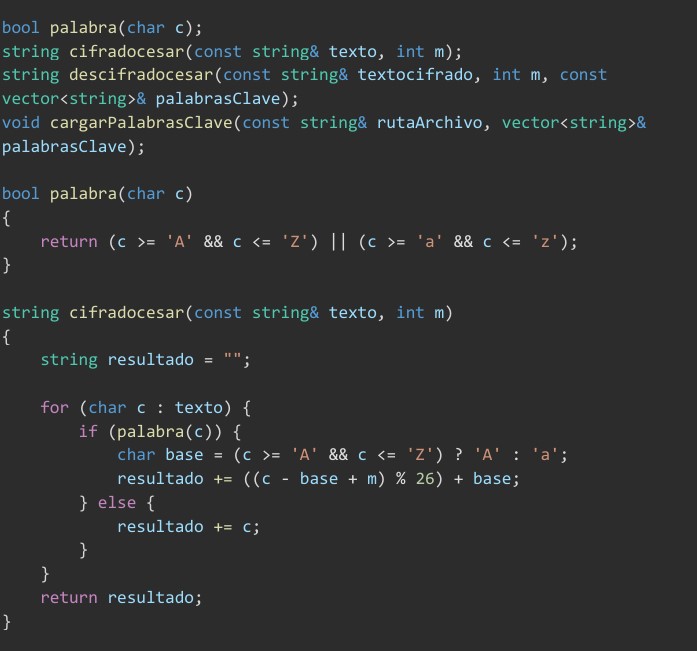 bool palabra(char c);
string cifradocesar(const string& texto, int m);
string descifradocesar(const string& textocifrado, int m, const
vector<string>& palabrasClave);
void cargarPalabrasClave(const string& rutaArchivo, vector<string>&
palabrasClave);

bool palabra(char c)
{
    return (c >= 'A' && c <= 'Z') || (c >= 'a' && c <= 'z');
}

string cifradocesar(const string& texto, int m)
{
    string resultado = "";

    for (char c : texto) {
        if (palabra(c)) {
            char base = (c >= 'A' && c <= 'Z') ? 'A' : 'a';
            resultado += ((c - base + m) % 26) + base;
        } else {
            resultado += c;
        }
    }
    return resultado;
}